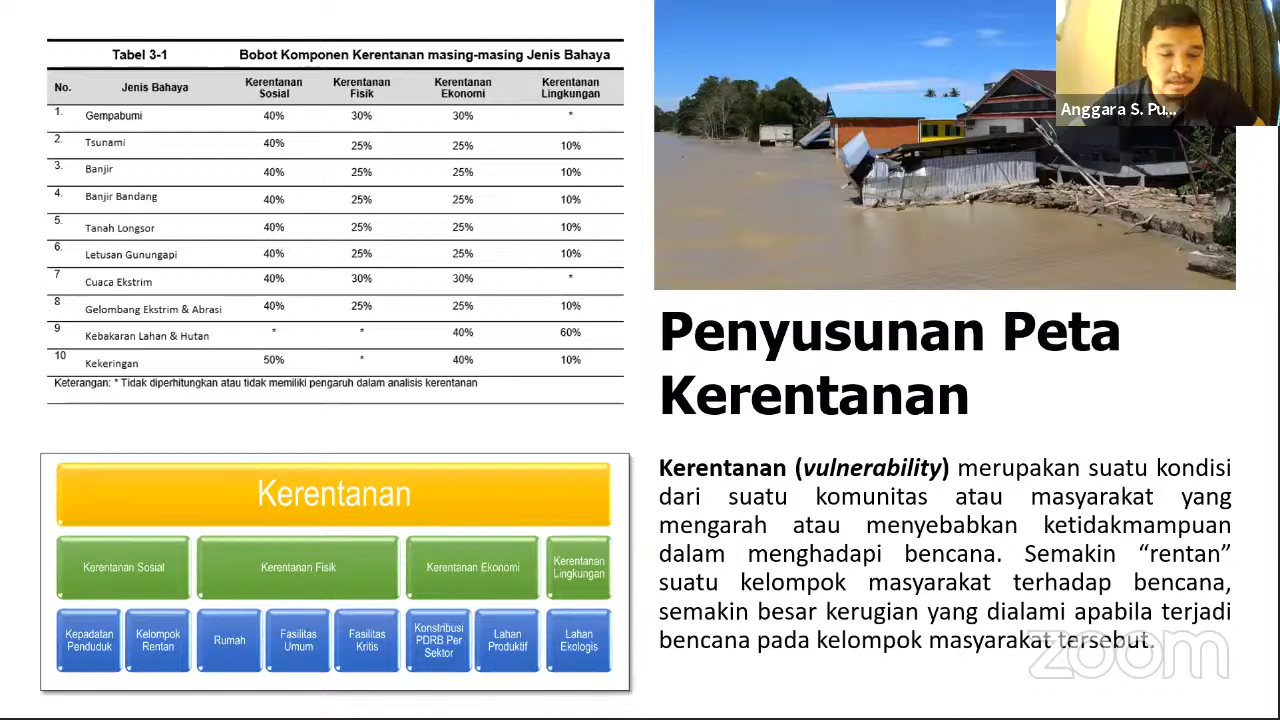 Tabel 3-1 Bobot Komponen Kerentanan masing-masing Jenis Bahaya
No. Jenis Bahaya Kerentanan Sosial Kerentanan Fisik Kerentanan Ekonomi Kerentanan Lingkungan
1. Gempabumi 40% 30% 30% *
2. Tsunami 40% 25% 25% 10%
3. Banjir 40% 25% 25% 10%
4. Banjir Bandang 40% 25% 25% 10%
5. Tanah Longsor 40% 25% 25% 10%
6. Letusan Gunungapi 40% 25% 25% 10%
7 Cuaca Ekstrim 40% 30% 30% *
8 Gelombang Ekstrim & Abrasi 40% 25% 25% 10%
9 Kebakaran Lahan & Hutan * * 40% 60%
10 Kekeringan 50% * 40% 10%
Keterangan: * Tidak diperhitungkan atau tidak memiliki pengaruh dalam analisis kerentanan
Kerentanan
Kerentanan Sosial
Kerentanan Fisik
Kerentanan Ekonomi
Kerentanan
Lingkungan
Kepadatan
Penduduk
Kelompok
Rentan
Rumah
Fasilitas
Umum
Fasilitas
Kritis
Konstribusi
PDRB Per
Sektor
Lahan
Produktif
Lahan
Ekologis
Anggara S. Pu...
Penyusunan Peta
Kerentanan
Kerentanan (vulnerability) merupakan suatu kondisi
dari suatu komunitas atau masyarakat yang
mengarah atau menyebabkan ketidakmampuan
dalam menghadapi bencana. Semakin “rentan”
suatu kelompok masyarakat terhadap bencana,
semakin besar kerugian yang dialami apabila terjadi
bencana pada kelompok masyarakat tersebut.
zoom